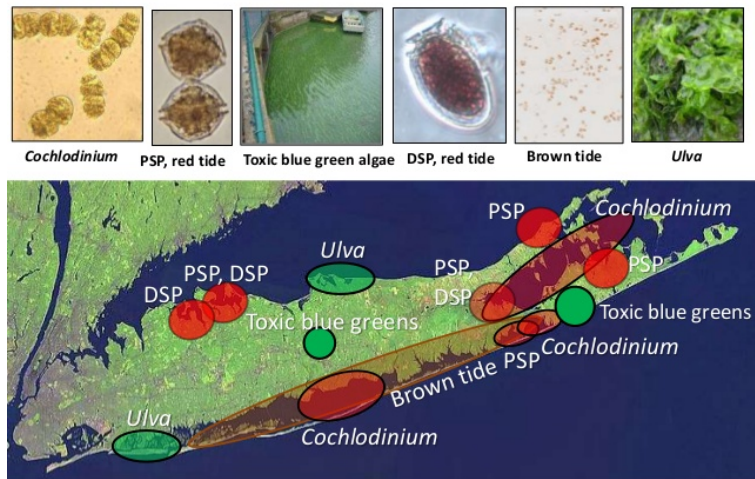 Cochlodinium
PSP, red tide
Toxic blue green algae
DSP, red tide
Brown tide
Ulva
PSP
Cochlodinium
Ulva
PSP,
DSP
PSP
PSP, DSP
DSP
Toxic blue greens
Toxic blue greens
Cochlodinium
PSP
Brown tide
Ulva
Cochlodinium